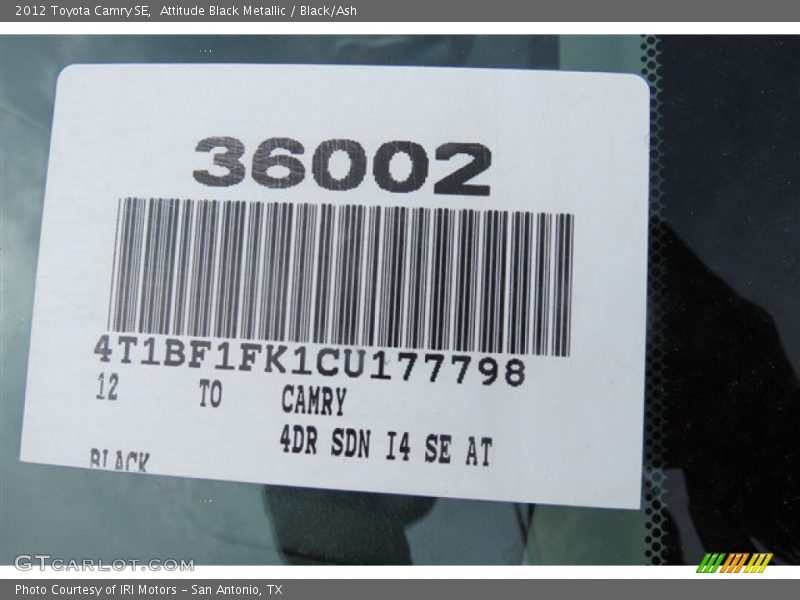 2012 Toyota Camry SE,  Attitude Black Metallic / Black/Ash
36002
4T1BF1FK1CU177798
12 TO CAMRY
4DR SDN I4 SE AT
BLACK
GTCARLOT.COM
Photo Courtesy of IRI Motors – San Antonio, TX